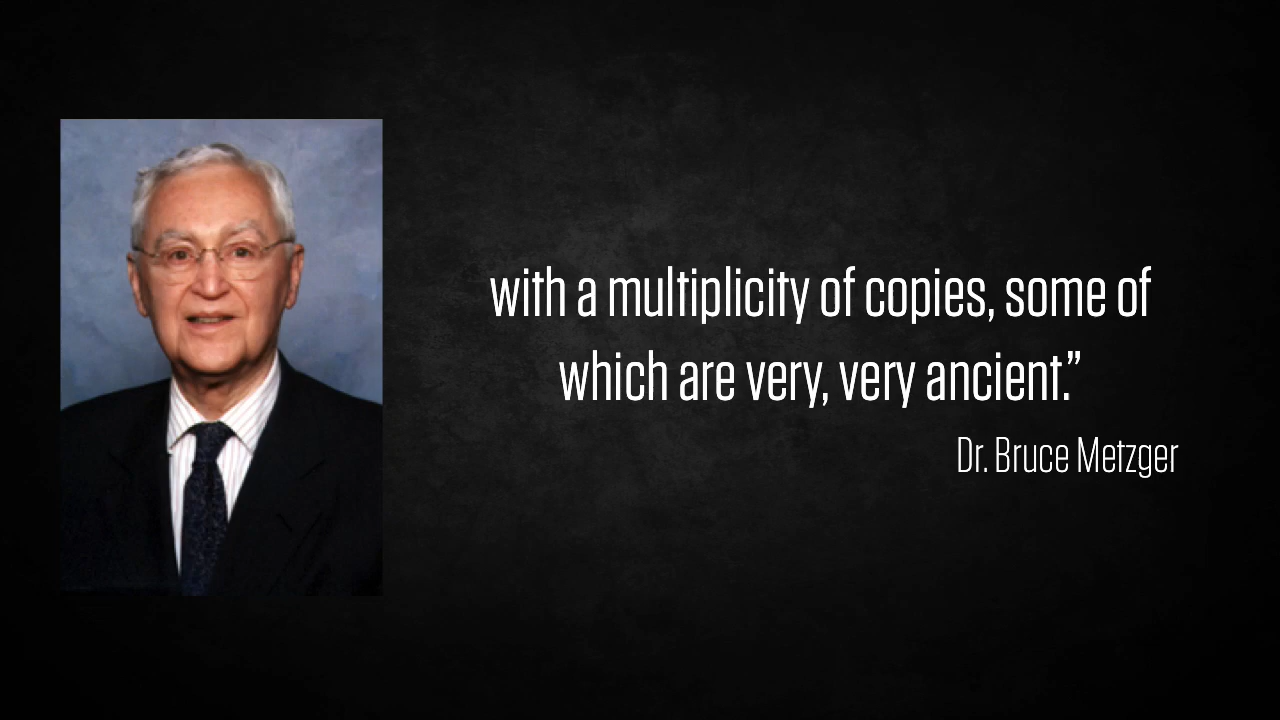 with a multiplicity of copies, some of
which are very, very ancient.”
Dr. Bruce Metzger